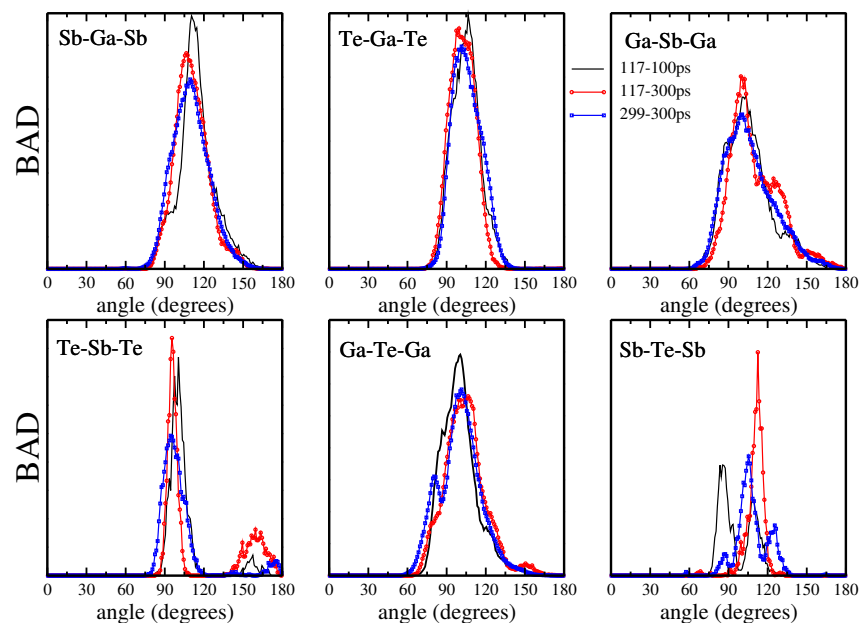 Sb-Ga-Sb
Te-Ga-Te
Ga-Sb-Ga
117-100ps
117-300ps
299-300ps
BAD
0 30 60 90 120 150 180
0 30 60 90 120 150 180
0 30 60 90 120 150 180
angle (degrees)
angle (degrees)
angle (degrees)
Te-Sb-Te
Ga-Te-Ga
Sb-Te-Sb
BAD
0 30 60 90 120 150 180
0 30 60 90 120 150 180
0 30 60 90 120 150 180
angle (degrees)
angle (degrees)
angle (degrees)